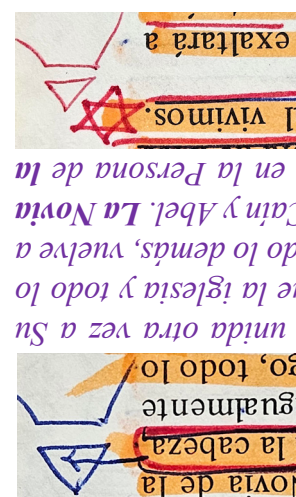 ovia de la
la cabeza,
gualmente
go, todo lo
unida otra vez a Su
ue la iglesia y todo lo
do lo demás, vuelve a
Caín y Abel. La Novia
en la Persona de la
l vivimos.
exaltará a